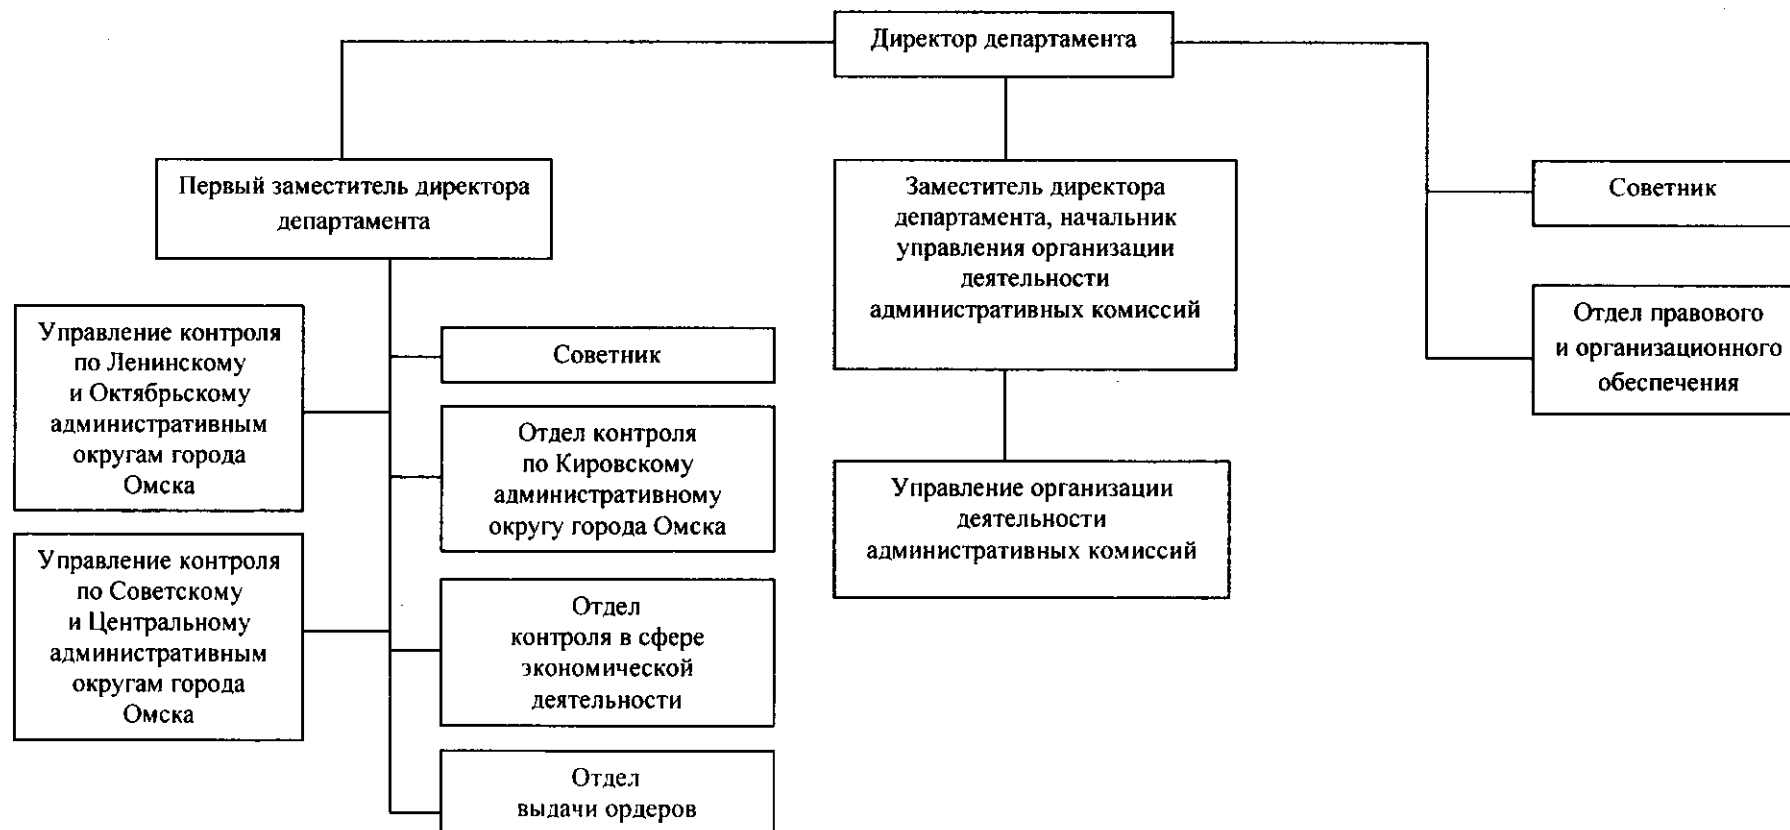 Директор департамента
Первый заместитель директора
департамента
Заместитель директора
департамента, начальник
управления организации
деятельности
административных комиссий
Советник
Отдел правового
и организационного
обеспечения
Управление контроля
по Ленинскому
и Октябрьскому
административным
округам города
Омска
Советник
Отдел контроля
по Кировскому
административному
округу города Омска
Управление организации
деятельности
административных комиссий
Управление контроля
по Советскому
и Центральному
административным
округам города
Омска
Отдел
контроля в сфере
экономической
деятельности
Отдел
выдачи ордеров